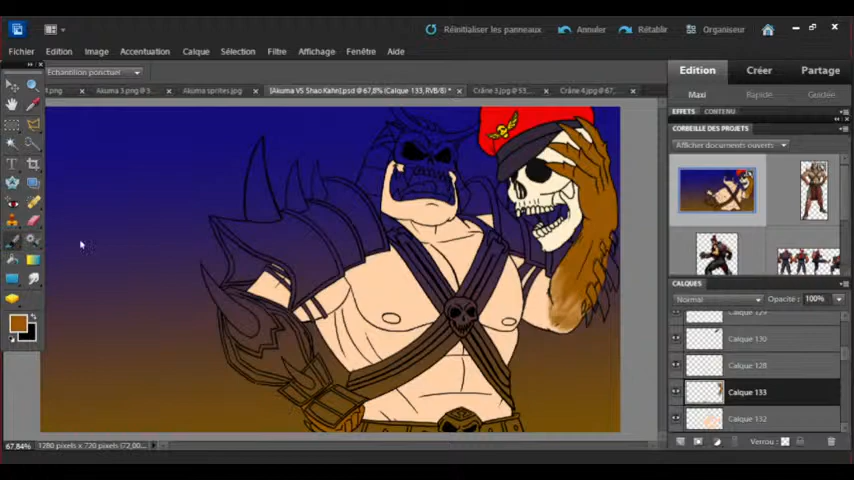 Réinitialiser les panneaux Annuler Rétablir Organiseur
Fichier Edition Image Accentuation Calque Sélection Filtre Affichage Fenêtre Aide
Edition Créer Partage
Echantillon ponctuel
Maxi Rapide Guidée
Akuma 3.png @ 5... Akuma sprites.jpg [Akuma VS Shao Kahn].psd @ 67,8% (Calque 133, RVB/8) * Crâne 3.jpg @ 53,... Crâne 4.jpg @ 67,...
EFFETS CONTENU
CORBEILLE DES PROJETS
Afficher documents ouverts
CALQUES
Normal Opacité : 100%
Calque 129
Calque 130
Calque 128
Calque 133
Calque 132
67,84% 1280 pixels x 720 pixels (72,00...
Verrou :